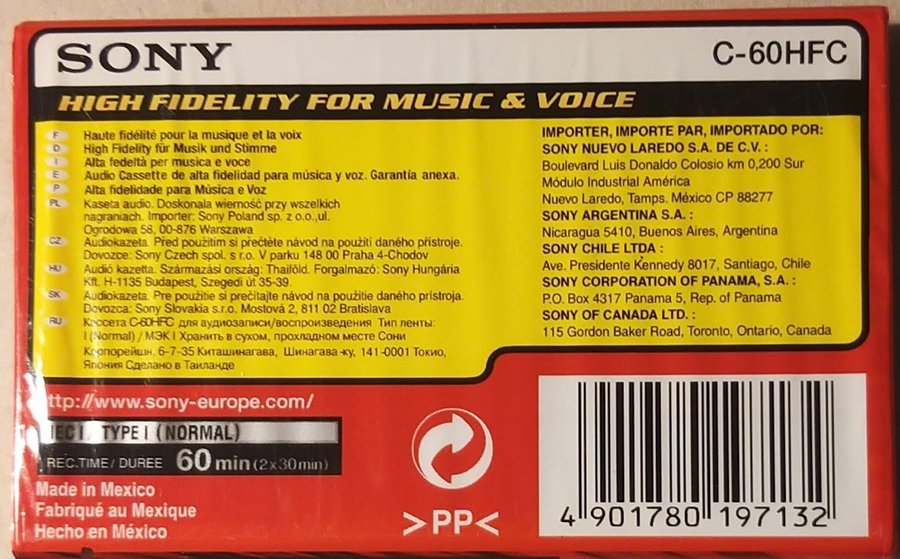 SONY
C-60HFC
HIGH FIDELITY FOR MUSIC & VOICE
F Haute fidélité pour la musique et la voix
D High Fidelity für Musik und Stimme
I Alta fedeltà per musica e voce
E Audio Cassette de alta fidelidad para música y voz. Garantía anexa.
P Alta fidelidade para Música e Voz
PL Kaseta audio. Doskonala wierność przy wszelkich
nagraniach. Importer: Sony Poland sp. z o.o.,ul.
Ogrodowa 58, 00-876 Warszawa
CZ Audiokazeta. Před použitím si přečtěte návod na použití daného přístroje.
Dovozce: Sony Czech spol. s r.o. V parku 148 00 Praha 4-Chodov
HU Audió kazetta. Származási ország: Thaiföld. Forgalmazó: Sony Hungária
Kft. H-1135 Budapest, Szegedi út 35-39.
SK Audiokazeta. Pre použitie si prečítajte návod na použitie daného prístroja.
Dovozca: Sony Slovakia s.r.o. Mostová 2, 811 02 Bratislava
RU Кассета C-60HFC для аудиозаписи/воспроизведения Тип ленты:
I (Normal) / МЭК I Хранить в сухом, прохладном месте Сони
Корпорейшн. 6-7-35 Киташинагава, Шинагава-ку, 141-0001 Токио,
Япония Сделано в Таиланде
IMPORTER, IMPORTE PAR, IMPORTADO POR:
SONY NUEVO LAREDO S.A. DE C.V. :
Boulevard Luis Donaldo Colosio km 0,200 Sur
Módulo Industrial América
Nuevo Laredo, Tamps. México CP 88277
SONY ARGENTINA S.A. :
Nicaragua 5410, Buenos Aires, Argentina
SONY CHILE LTDA :
Ave. Presidente Kennedy 8017, Santiago, Chile
SONY CORPORATION OF PANAMA, S.A. :
P.O. Box 4317 Panama 5, Rep. of Panama
SONY OF CANADA LTD. :
115 Gordon Baker Road, Toronto, Ontario, Canada
http://www.sony-europe.com/
IEC I, TYPE I (NORMAL)
REC.TIME/ DUREE 60 min (2x30min)
Made in Mexico
Fabriqué au Mexique
Hecho en México
>PP<
4 901780 197132